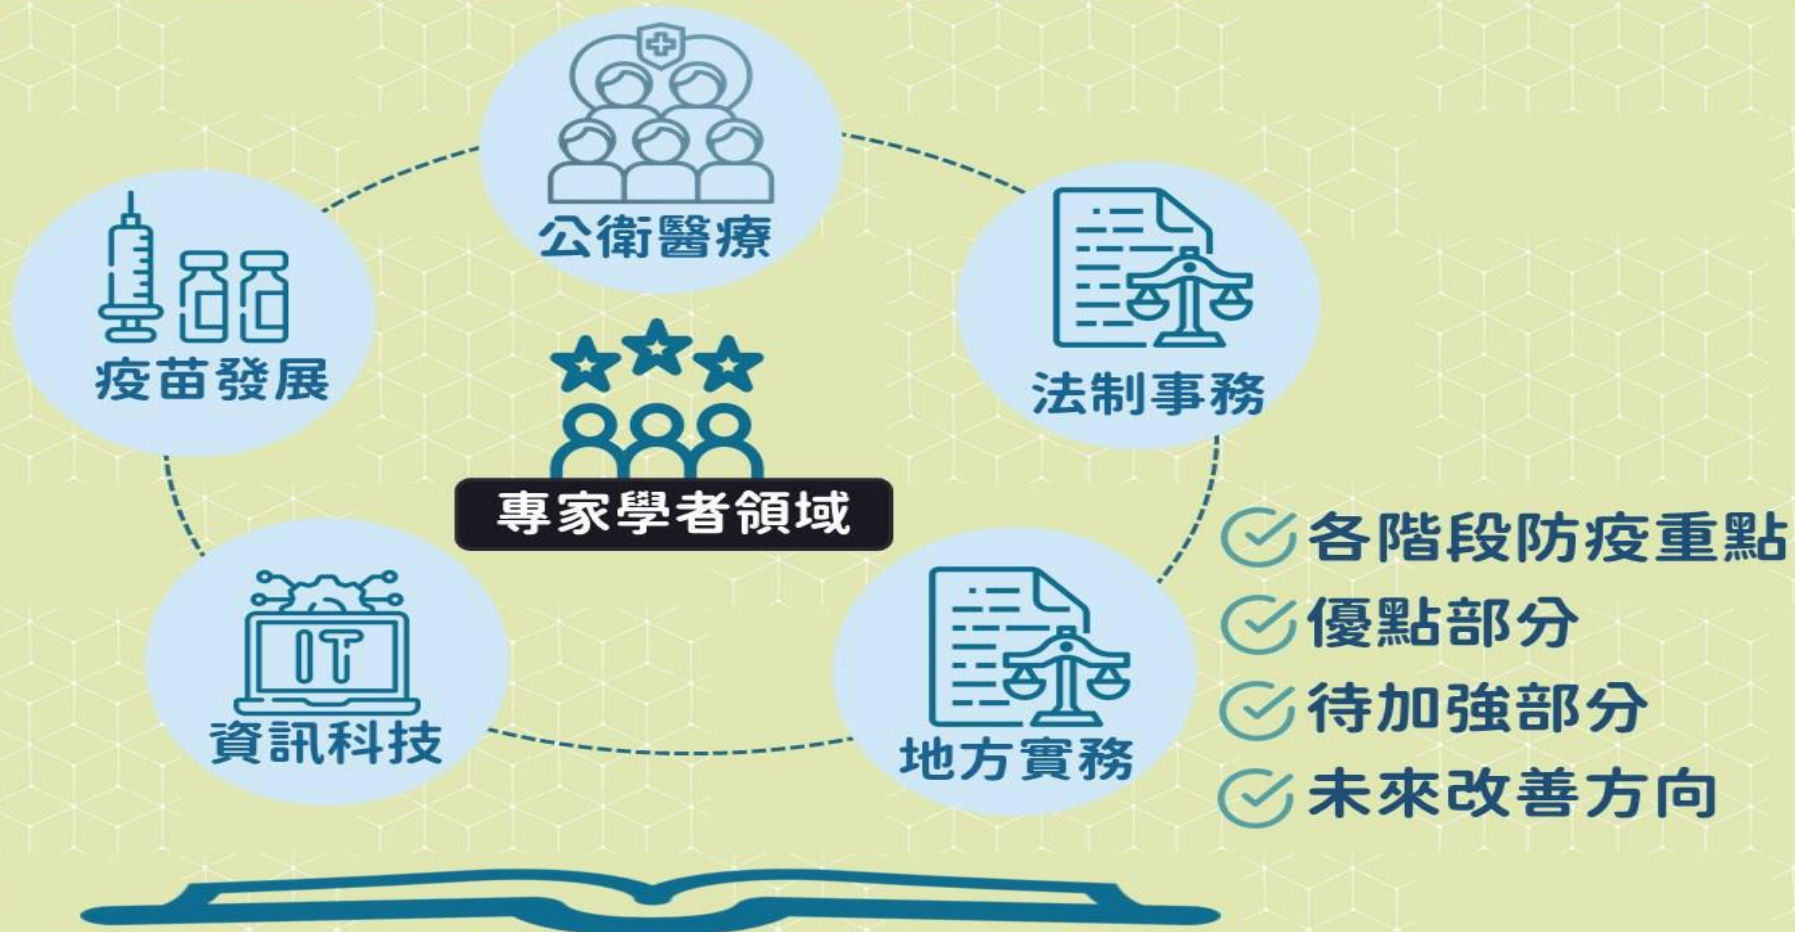 公衛醫療
疫苗發展
法制事務
專家學者領域
IT
資訊科技
地方實務
各階段防疫重點
優點部分
待加強部分
未來改善方向